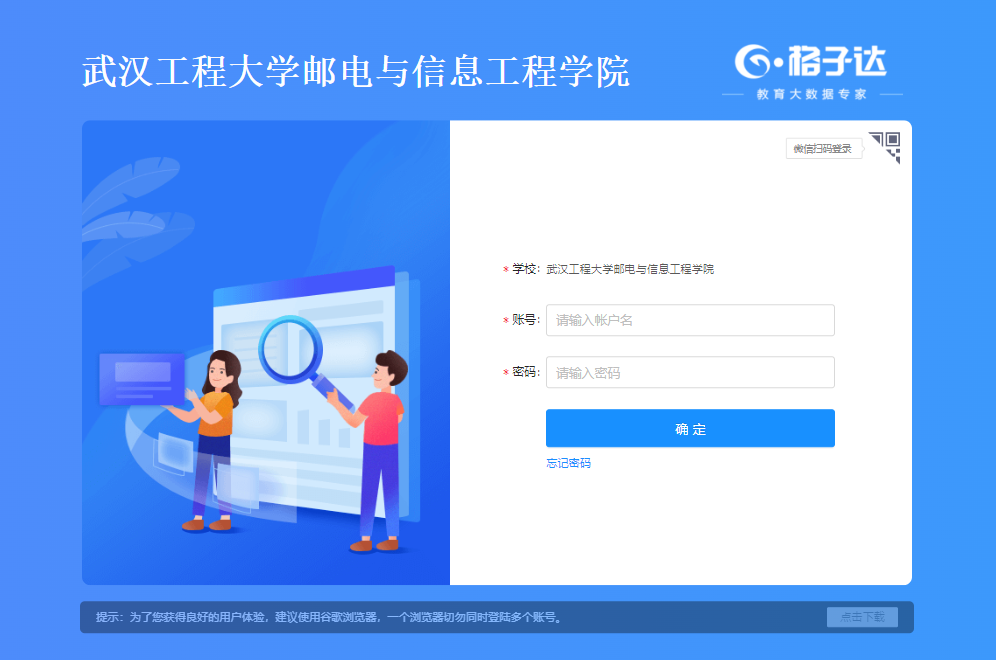 武汉工程大学邮电与信息工程学院
格子达
教育大数据专家
微信扫码登录
* 学校： 武汉工程大学邮电与信息工程学院
* 账号： 请输入帐户名
* 密码： 请输入密码
确 定
忘记密码
提示：为了您获得良好的用户体验，建议使用谷歌浏览器，一个浏览器切勿同时登陆多个账号。
点击下载